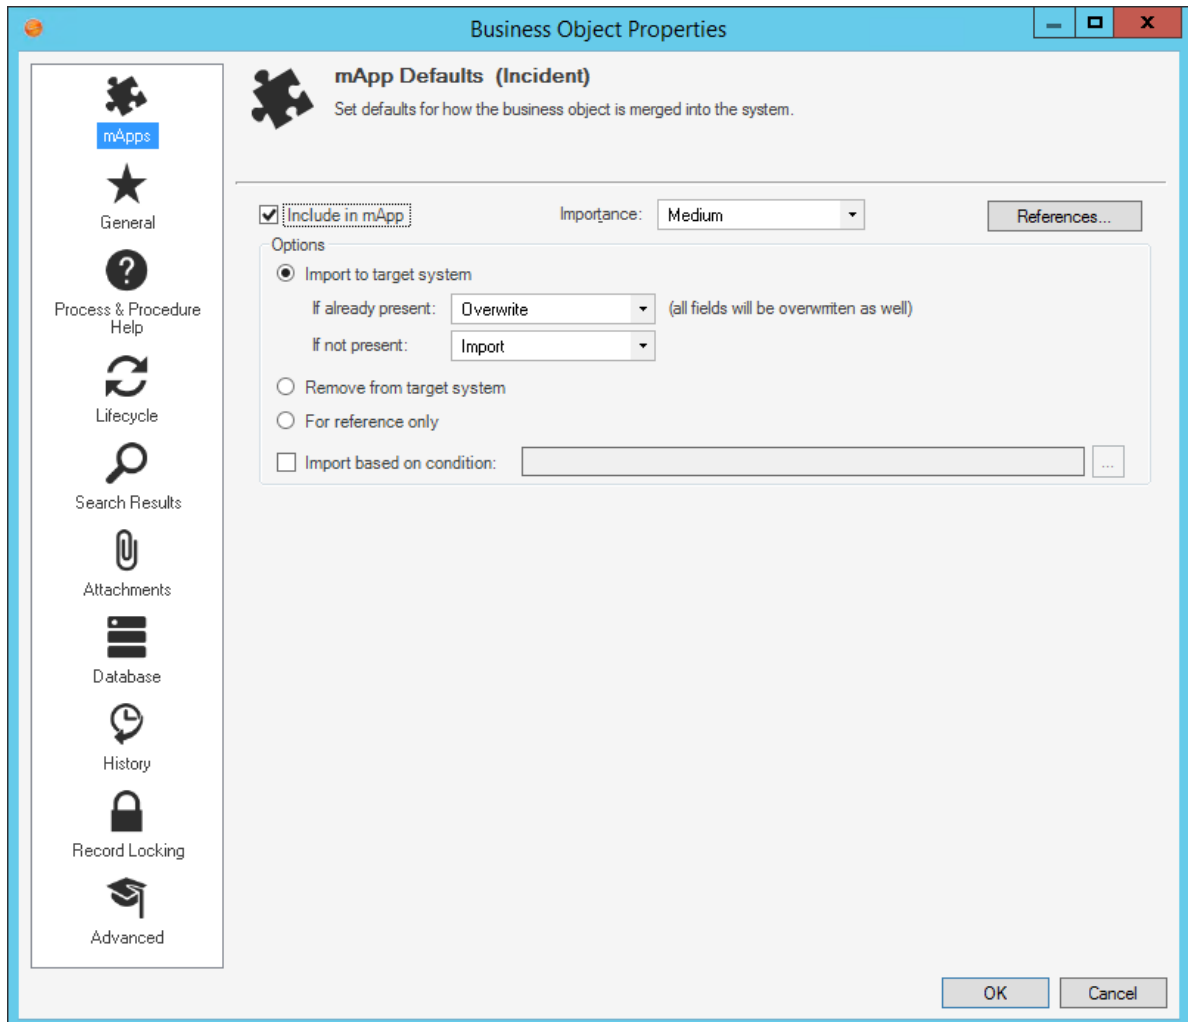 Business Object Properties
mApps
General
Process & Procedure
Help
Lifecycle
Search Results
Attachments
Database
History
Record Locking
Advanced
mApp Defaults (Incident)
Set defaults for how the business object is merged into the system.
Include in mApp
Importance: Medium
References...
Options
Import to target system
If already present: Overwrite (all fields will be overwriten as well)
If not present: Import
Remove from target system
For reference only
Import based on condition: ...
OK Cancel